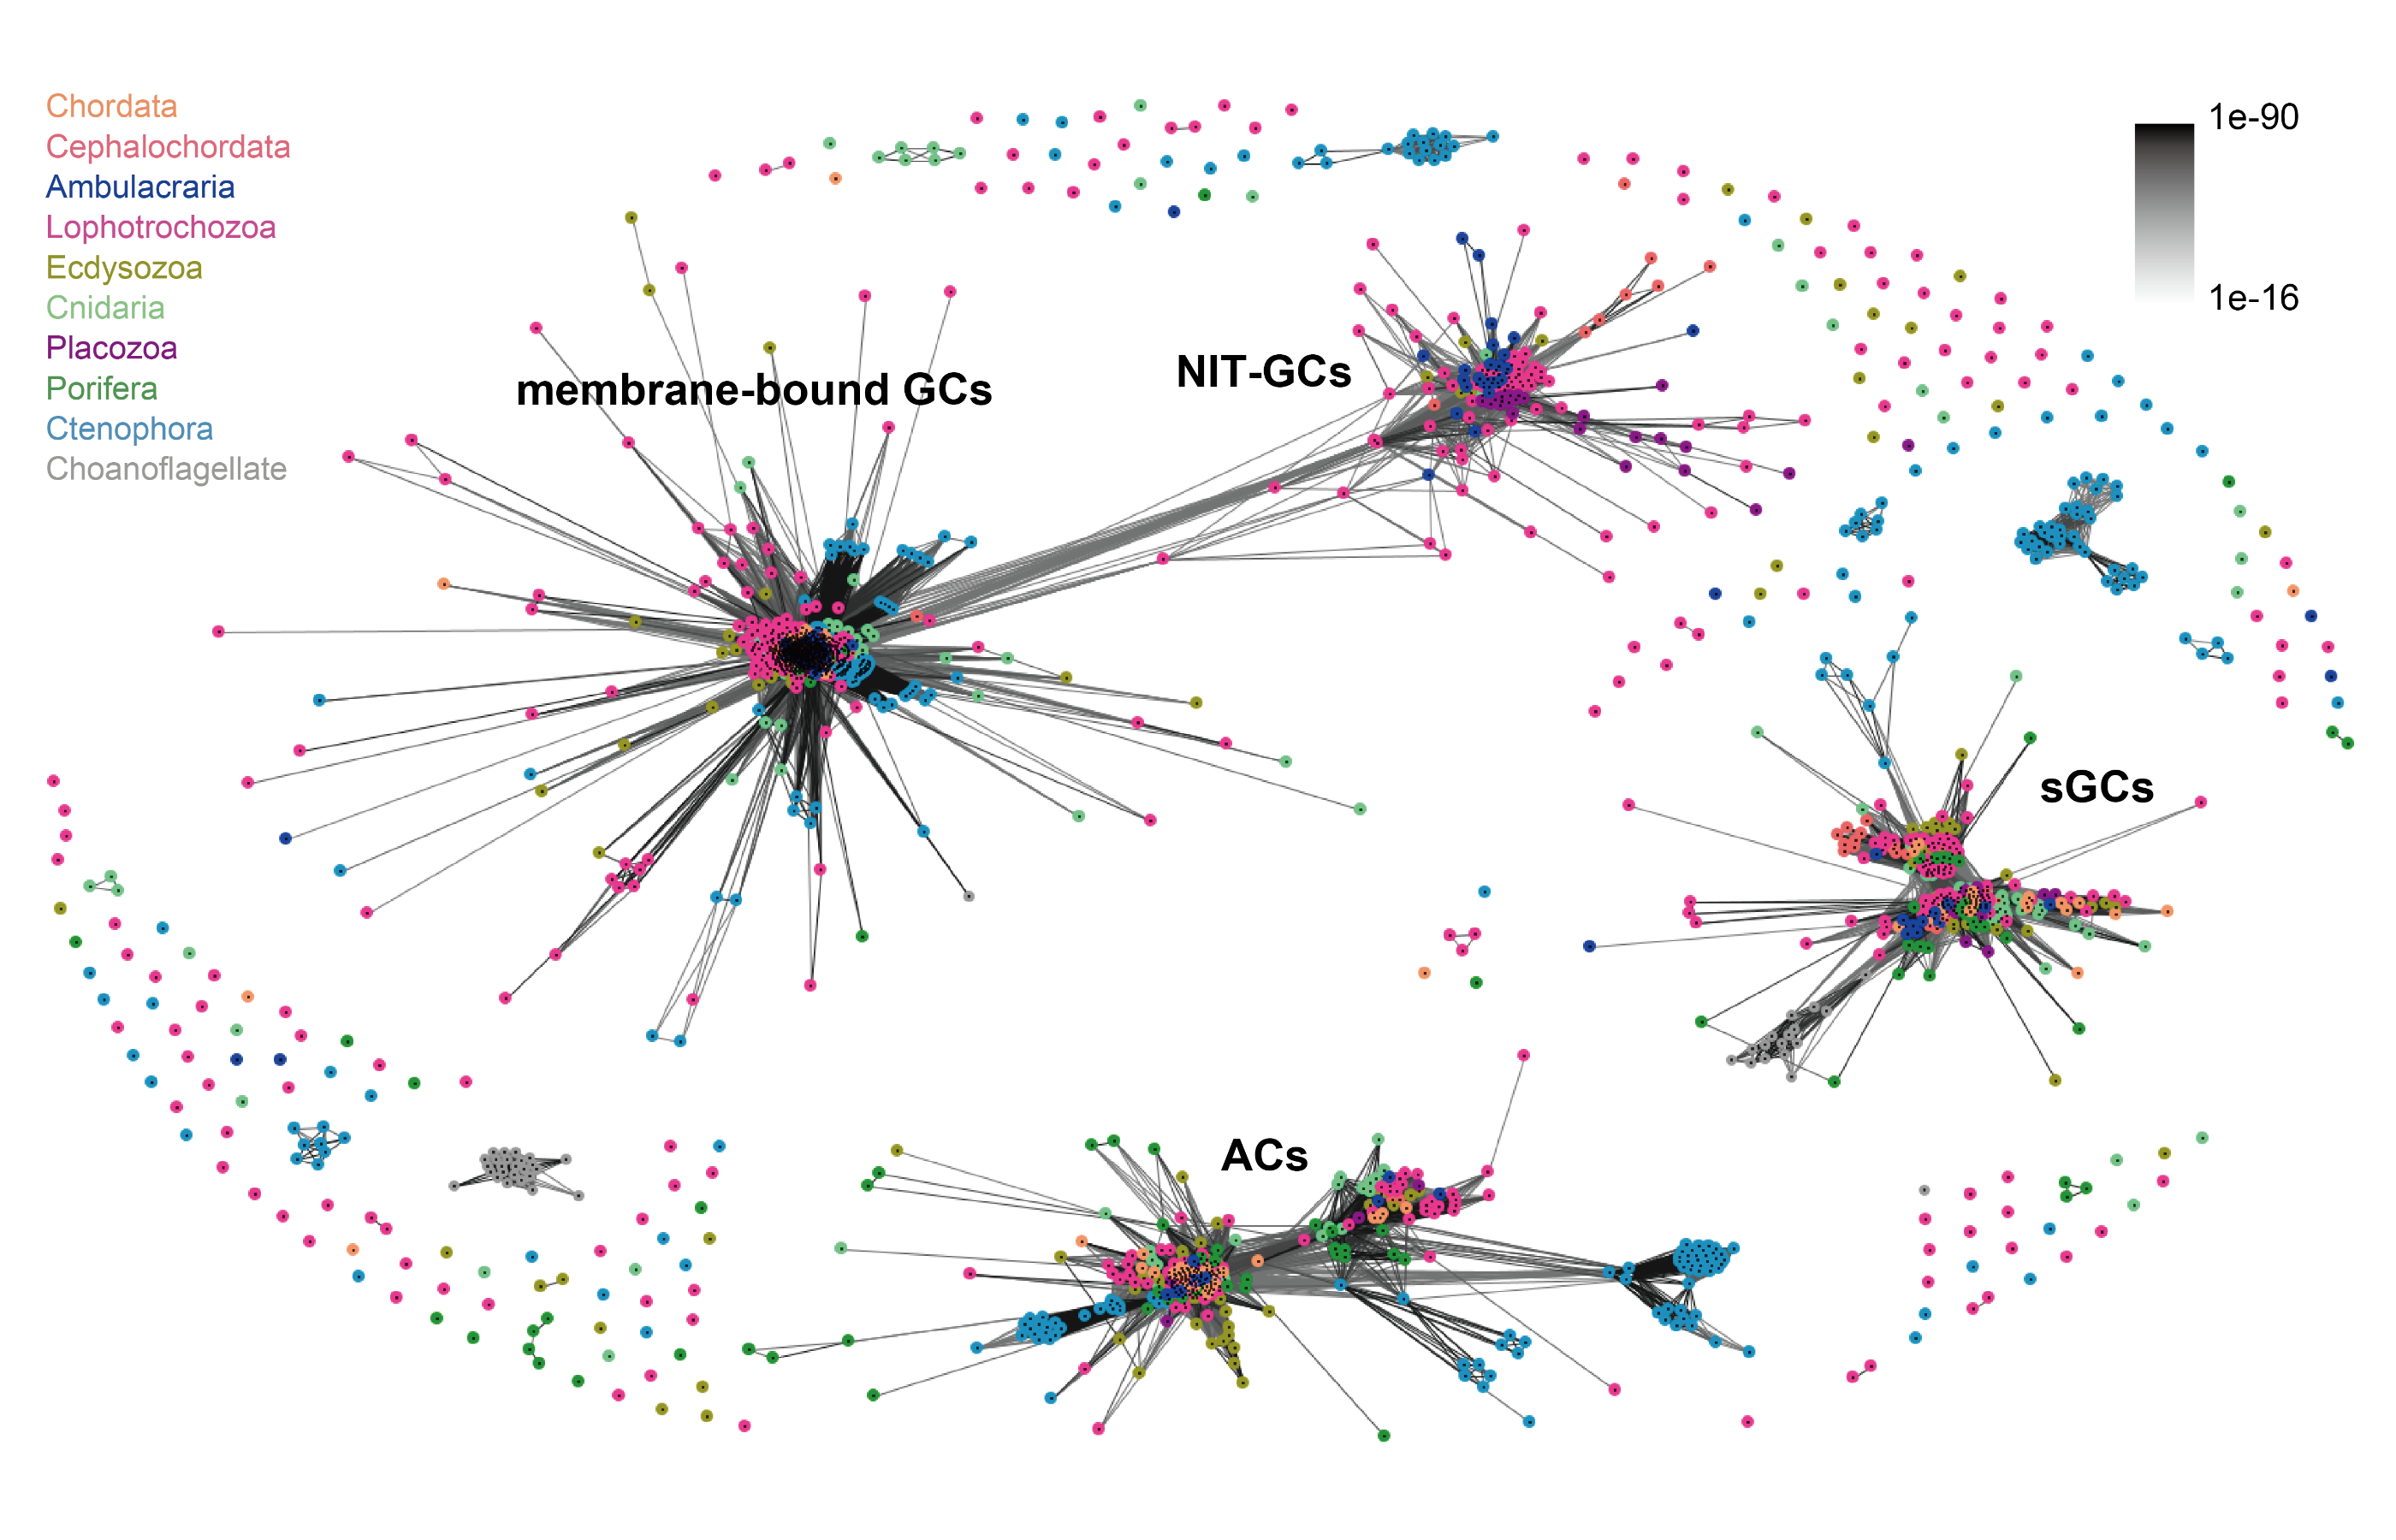 Chordata
Cephalochordata
Ambulacraria
Lophotrochozoa
Ecdysozoa
Cnidaria
Placozoa
Porifera
Ctenophora
Choanoflagellate
1e-90
1e-16
membrane-bound GCs
NIT-GCs
sGCs
ACs